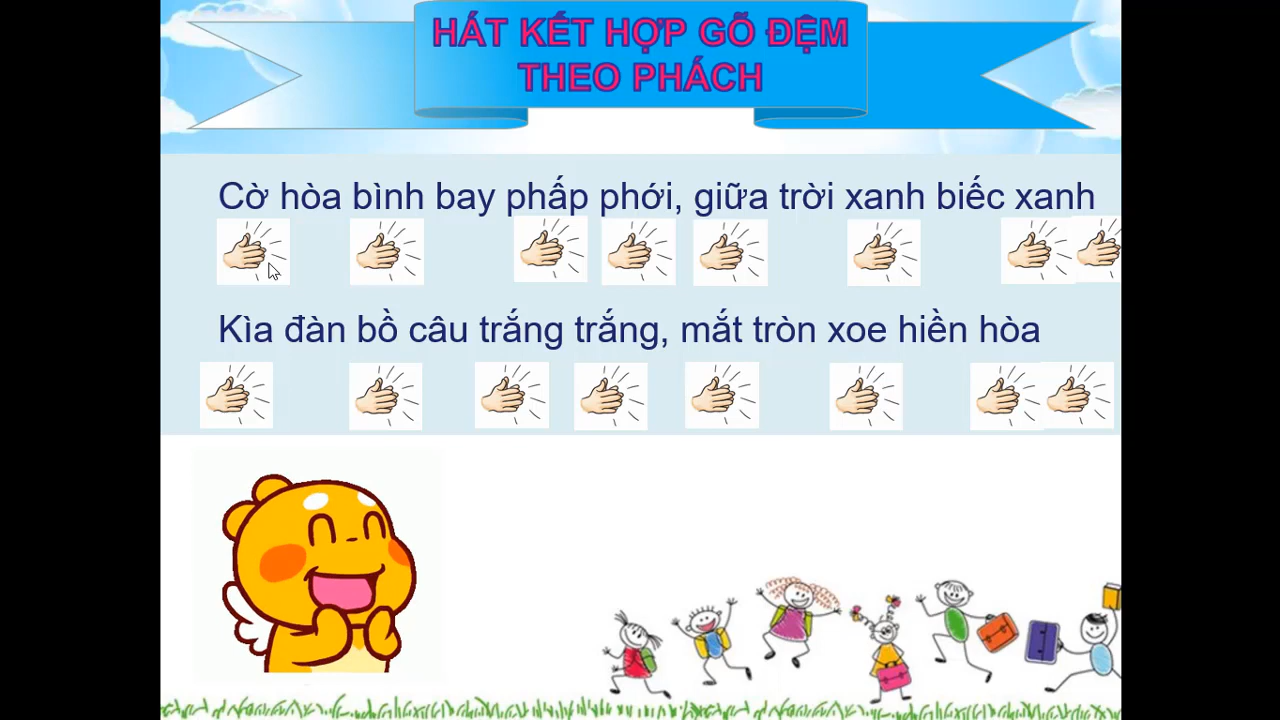 HÁT KẾT HỢP GÕ ĐỆM
THEO PHÁCH
Cờ hòa bình bay phấp phới, giữa trời xanh biếc xanh
Kìa đàn bồ câu trắng trắng, mắt tròn xoe hiền hòa